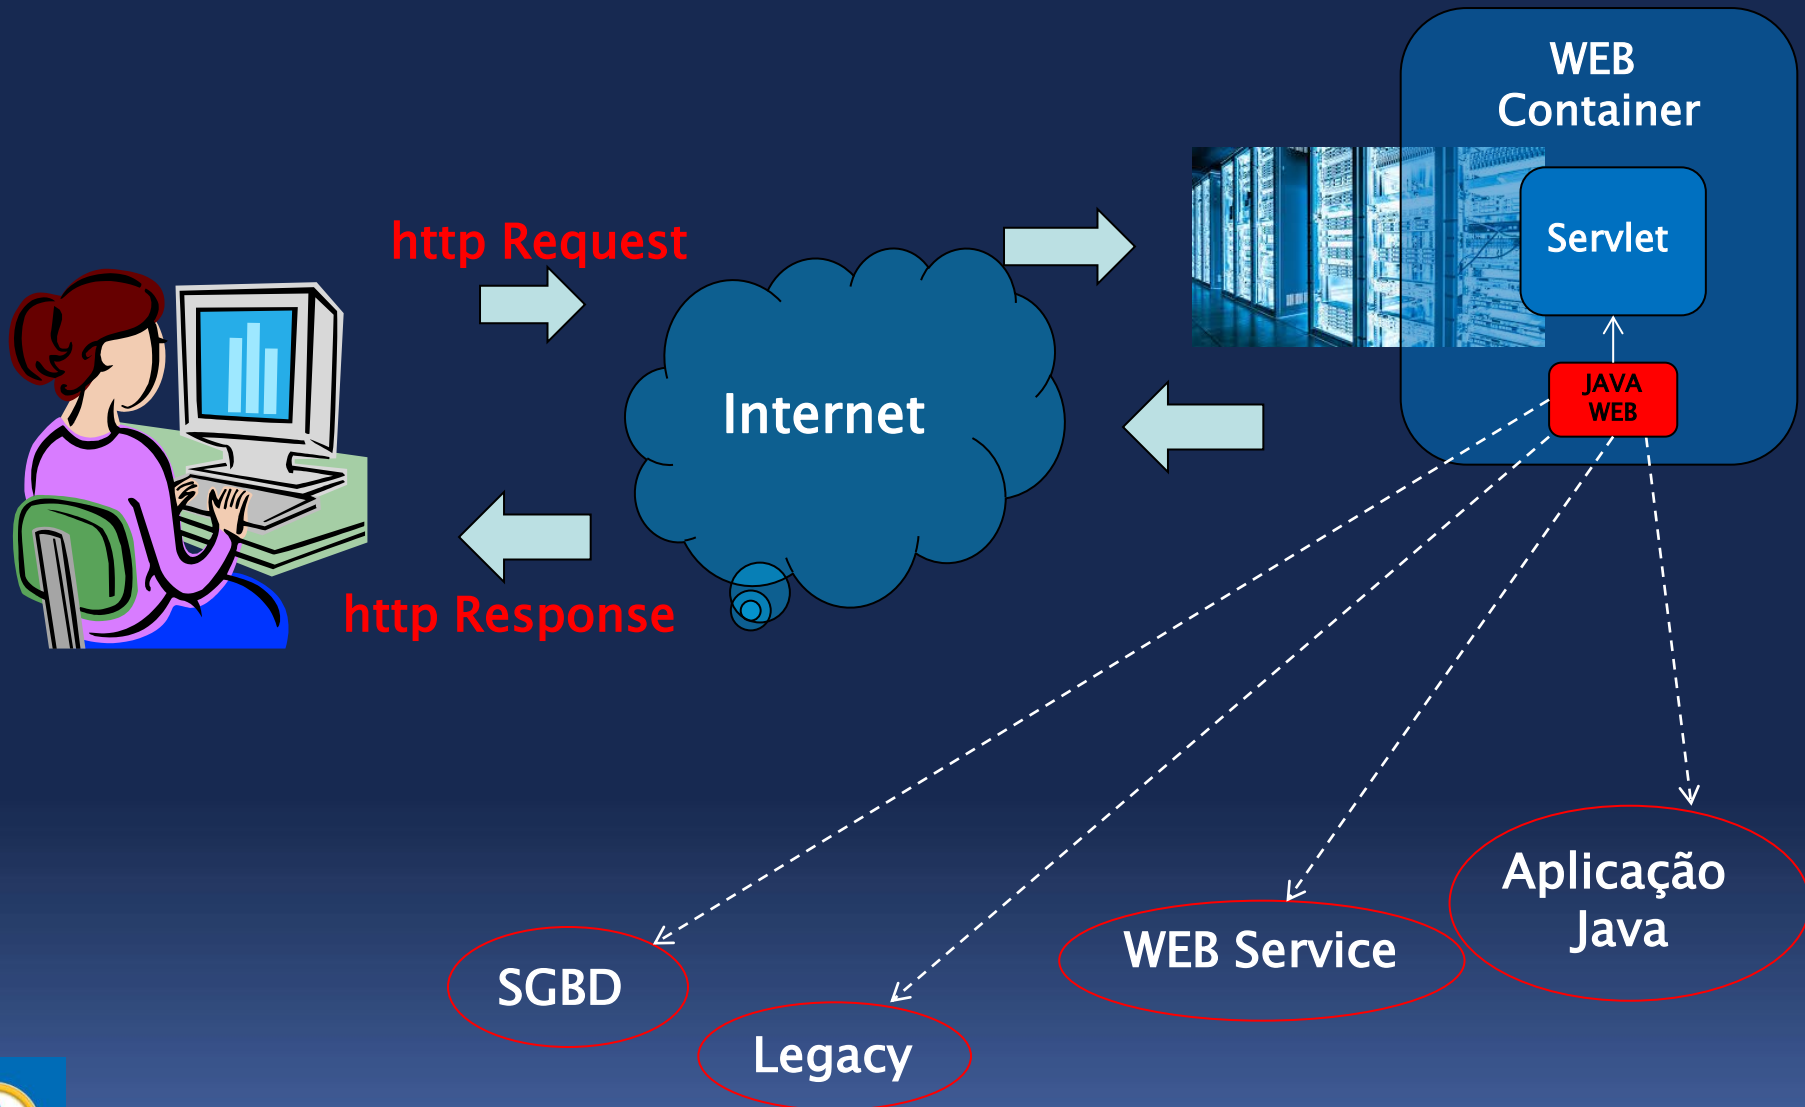 WEB
Container
http Request
Servlet
JAVA
WEB
Internet
http Response
Aplicação
Java
WEB Service
SGBD
Legacy